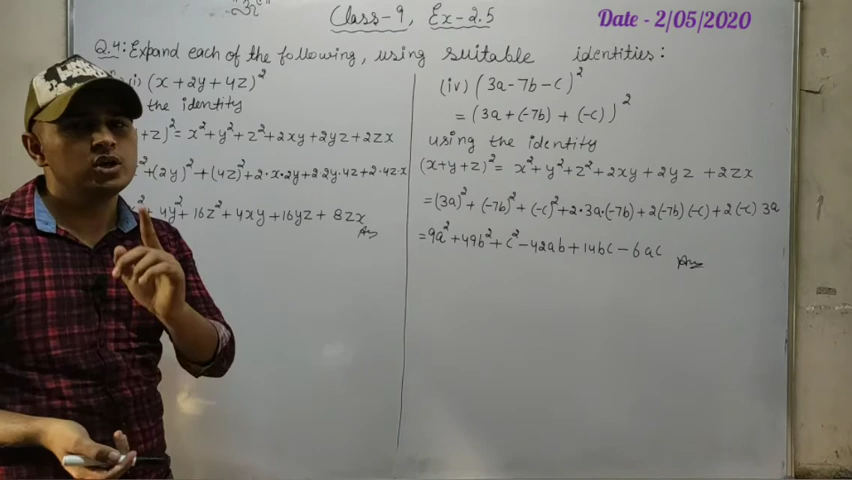 Class-9, Ex-2.5
Date - 2/05/2020
Q.4: Expand each of the following, using suitable identities:
(i) (x+2y+4z)²
the identity
+z)² = x²+y²+z²+2xy+2yz+2zx
²+(2y)²+(4z)²+2·x·2y+2·2y·4z+2·4z·x
²+4y²+16z²+4xy+16yz+8zx
Ans
(iv) (3a-7b-c)²
= (3a+(-7b)+(-c))²
using the identity
(x+y+z)² = x²+y²+z²+2xy+2yz+2zx
=(3a)²+(-7b)²+(-c)²+2·3a·(-7b)+2(-7b)(-c)+2(-c)3a
=9a²+49b²+c²-42ab+14bc-6ac Ans